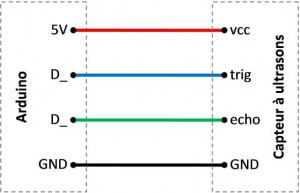 Arduino
5V
D_
D_
GND
vcc
trig
echo
GND
Capteur à ultrasons